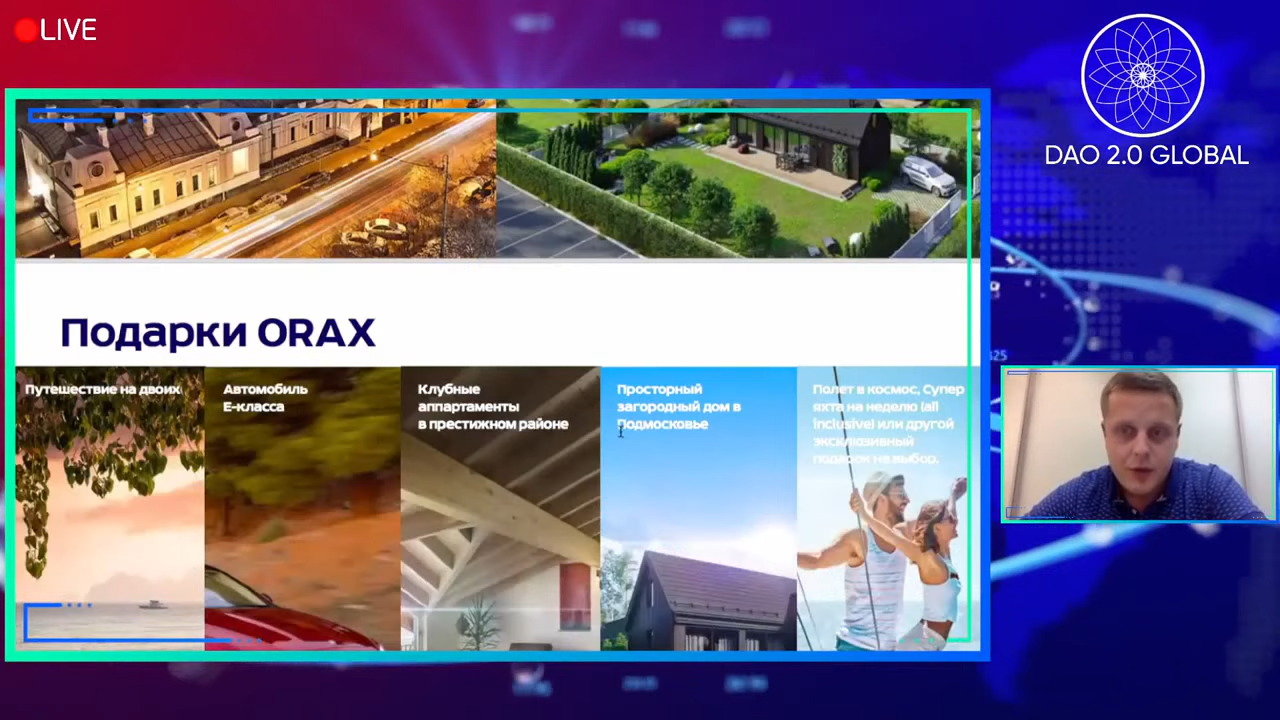 LIVE
DAO 2.0 GLOBAL
Подарки ORAX
Путешествие на двоих
Автомобиль
Е-класса
Клубные
аппартаменты
в престижном районе
Просторный
загородный дом в
Подмосковье
Полет в космос, Супер
яхта на неделю (all
inclusive) или другой
эксклюзивный
подарок на выбор.